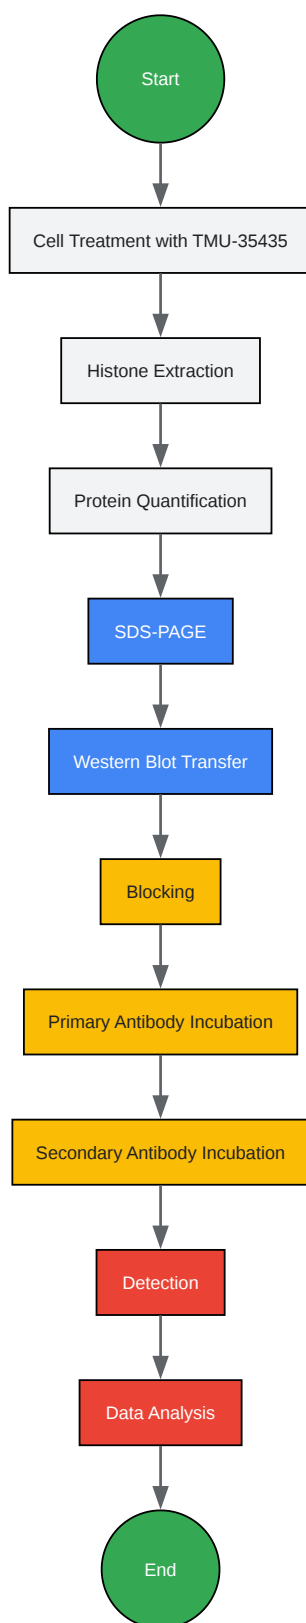 Start
Cell Treatment with TMU-35435
Histone Extraction
Protein Quantification
SDS-PAGE
Western Blot Transfer
Blocking
Primary Antibody Incubation
Secondary Antibody Incubation
Detection
Data Analysis
End